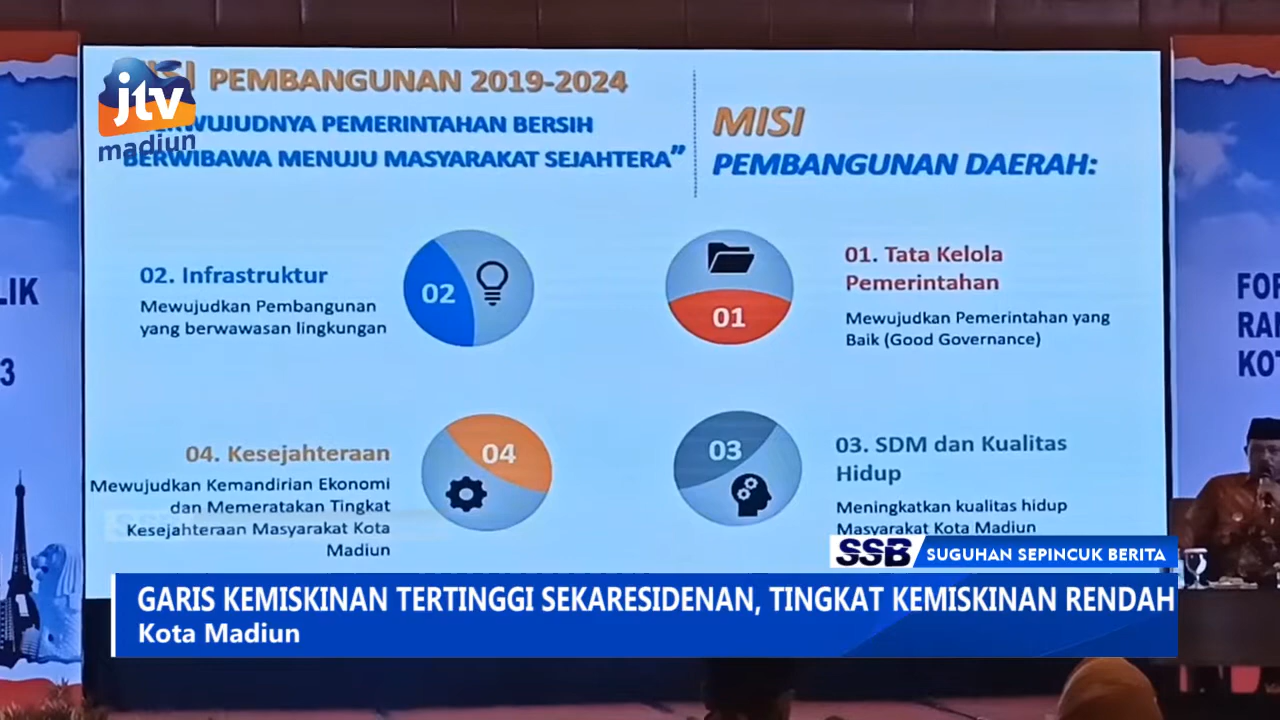 jtv
madiun
PEMBANGUNAN 2019-2024
BERWIBAWA MENUJU MASYARAKAT SEJAHTERA”
PEMERINTAHAN BERSIH
MISI
PEMBANGUNAN DAERAH:
02. Infrastruktur
Mewujudkan Pembangunan
yang berwawasan lingkungan
02
01
01. Tata Kelola
Pemerintahan
Mewujudkan Pemerintahan yang
Baik (Good Governance)
04. Kesejahteraan
Mewujudkan Kemandirian Ekonomi
dan Memeratakan Tingkat
Kesejahteraan Masyarakat Kota
Madiun
04
03
03. SDM dan Kualitas
Hidup
Meningkatkan kualitas hidup
Masyarakat Kota Madiun
3
SSB SUGUHAN SEPINCUK BERITA
GARIS KEMISKINAN TERTINGGI SEKARESIDENAN, TINGKAT KEMISKINAN RENDAH
Kota Madiun